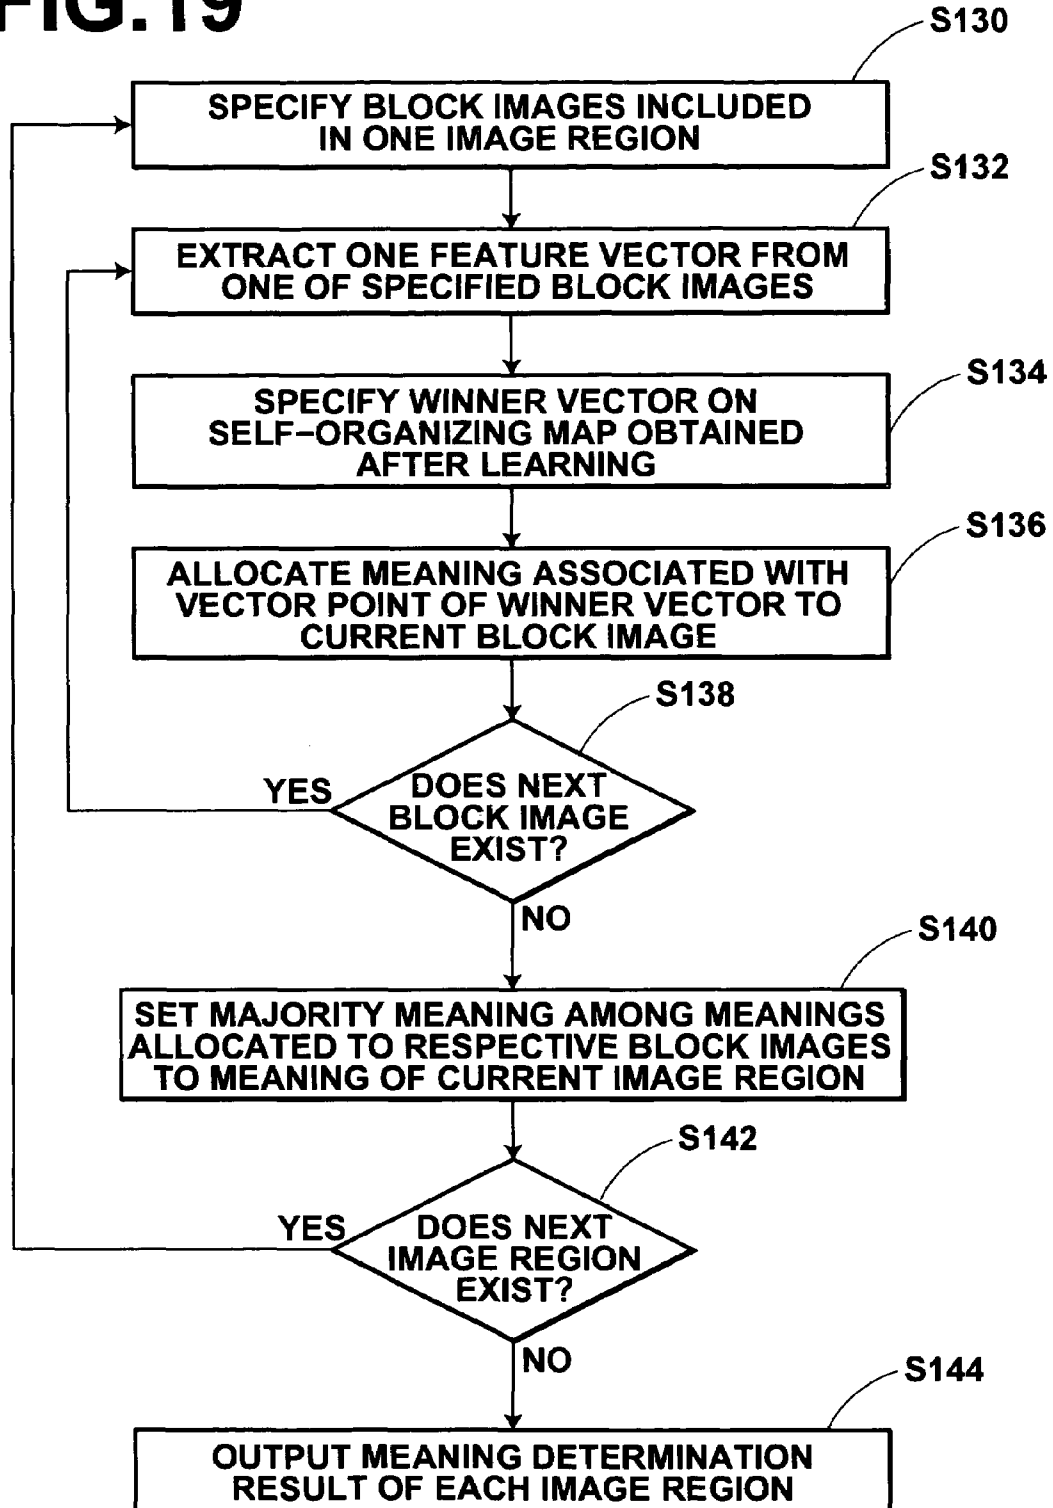 FIG.19
S130
SPECIFY BLOCK IMAGES INCLUDED
IN ONE IMAGE REGION
S132
EXTRACT ONE FEATURE VECTOR FROM
ONE OF SPECIFIED BLOCK IMAGES
S134
SPECIFY WINNER VECTOR ON
SELF-ORGANIZING MAP OBTAINED
AFTER LEARNING
S136
ALLOCATE MEANING ASSOCIATED WITH
VECTOR POINT OF WINNER VECTOR TO
CURRENT BLOCK IMAGE
S138
YES
DOES NEXT
BLOCK IMAGE
EXIST?
NO
S140
SET MAJORITY MEANING AMONG MEANINGS
ALLOCATED TO RESPECTIVE BLOCK IMAGES
TO MEANING OF CURRENT IMAGE REGION
S142
YES
DOES NEXT
IMAGE REGION
EXIST?
NO
S144
OUTPUT MEANING DETERMINATION
RESULT OF EACH IMAGE REGION